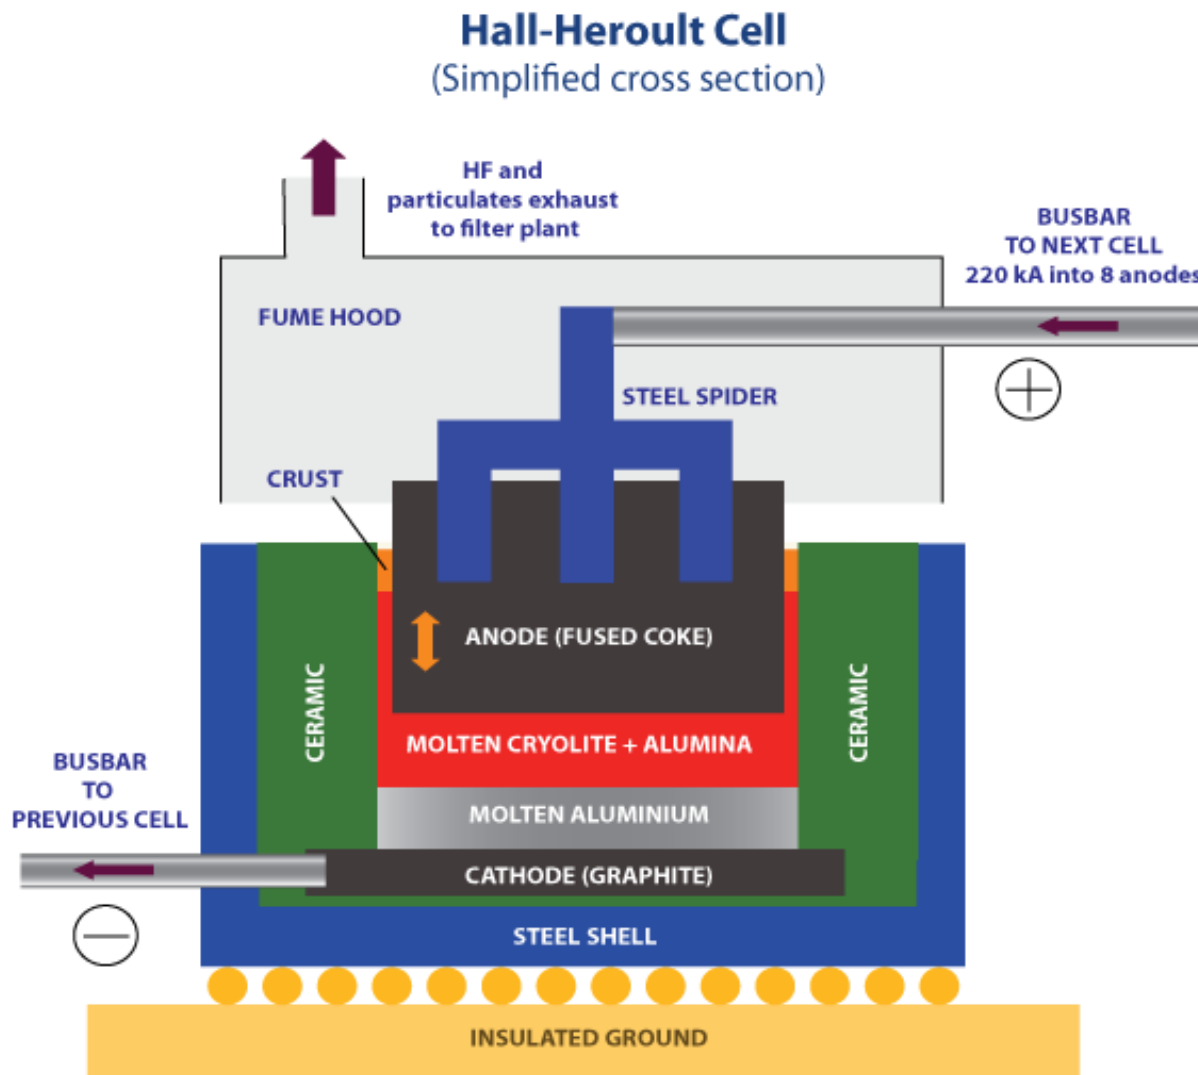 Hall-Heroult Cell
(Simplified cross section)
HF and
particulates exhaust
to filter plant
BUSBAR
TO NEXT CELL
220 kA into 8 anodes
FUME HOOD
STEEL SPIDER
CRUST
ANODE (FUSED COKE)
CERAMIC
CERAMIC
MOLTEN CRYOLITE + ALUMINA
BUSBAR
TO
PREVIOUS CELL
MOLTEN ALUMINIUM
CATHODE (GRAPHITE)
STEEL SHELL
INSULATED GROUND